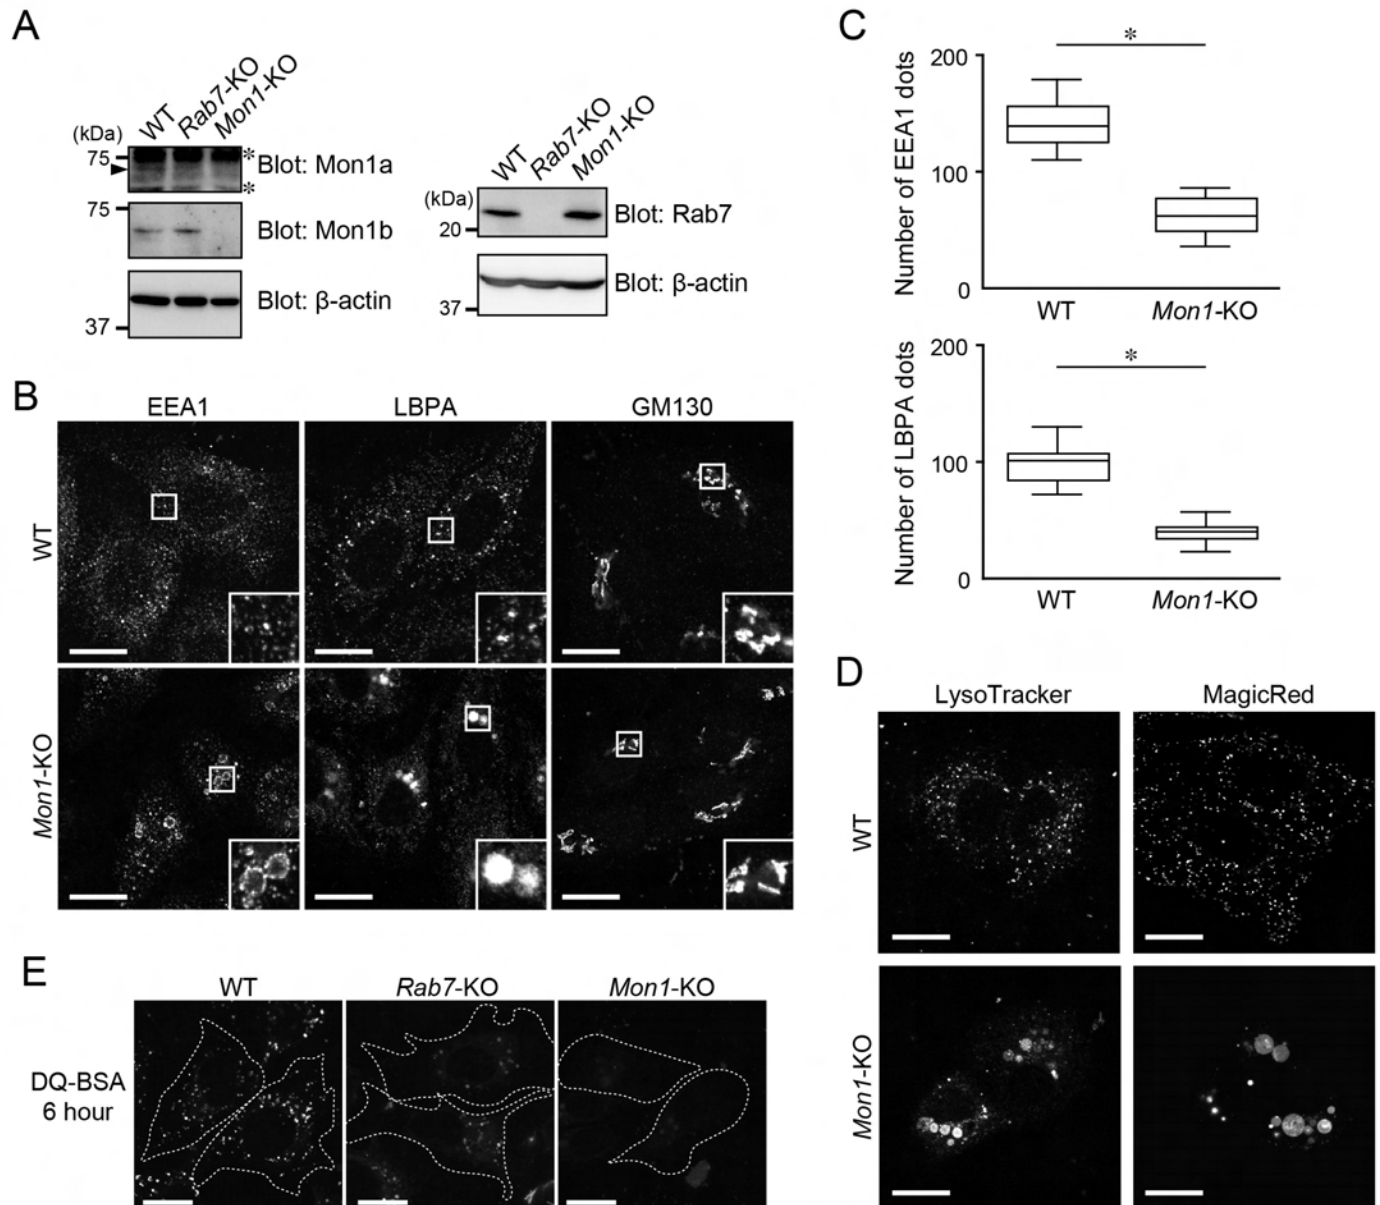 A
WT
Rab7-KO
Mon1-KO
(kDa)
75
*
Blot: Mon1a
*
75
Blot: Mon1b
Blot: β-actin
37
WT
Rab7-KO
Mon1-KO
(kDa)
20
Blot: Rab7
Blot: β-actin
37
B
EEA1
LBPA
GM130
WT
Mon1-KO
C
Number of EEA1 dots
200
100
0
*
WT
Mon1-KO
Number of LBPA dots
200
100
0
*
WT
Mon1-KO
D
LysoTracker
MagicRed
WT
Mon1-KO
E
WT
Rab7-KO
Mon1-KO
DQ-BSA
6 hour